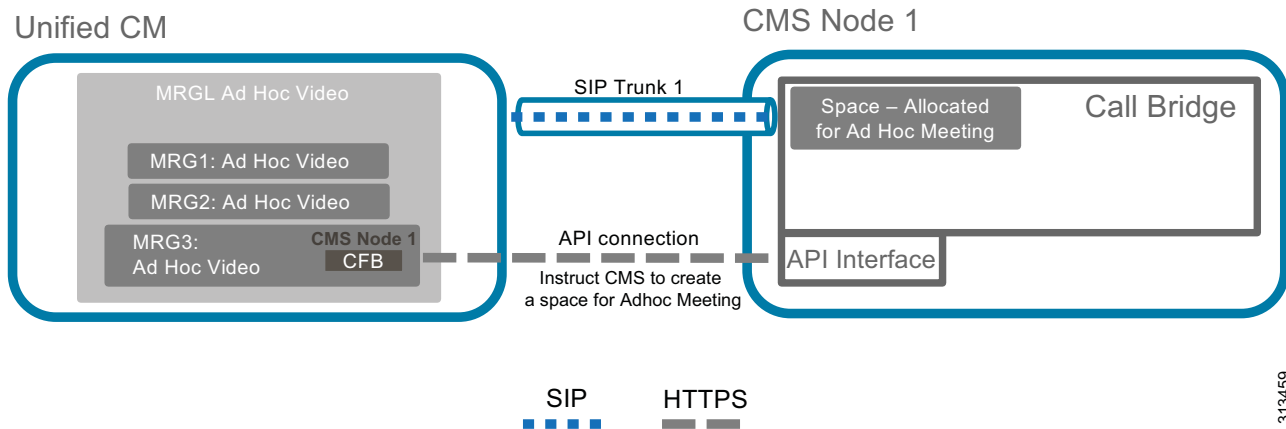 Unified CM
CMS Node 1
MRGL Ad Hoc Video
SIP Trunk 1
Space – Allocated
for Ad Hoc Meeting
Call Bridge
MRG1: Ad Hoc Video
MRG2: Ad Hoc Video
MRG3:
Ad Hoc Video
CMS Node 1
CFB
API connection
Instruct CMS to create
a space for Adhoc Meeting
API Interface
SIP
HTTPS
313459